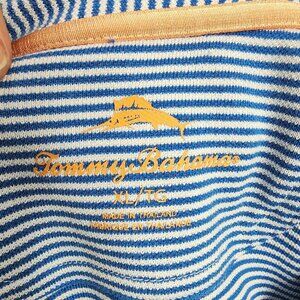 Tommy Bahama
XL/TG
MADE IN THAILAND
FABRIQUÉ EN THAÏLANDE